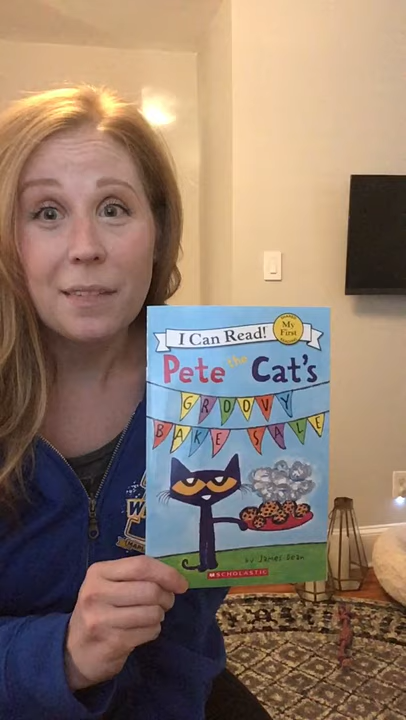 I Can Read!
My
First
Pete the Cat's
GROOVY
BAKE SALE
by James Dean
SCHOLASTIC